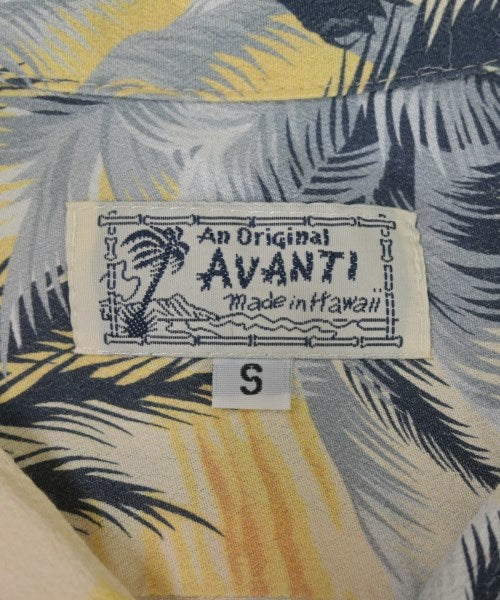 An Original
AVANTI
Made in Hawaii
S